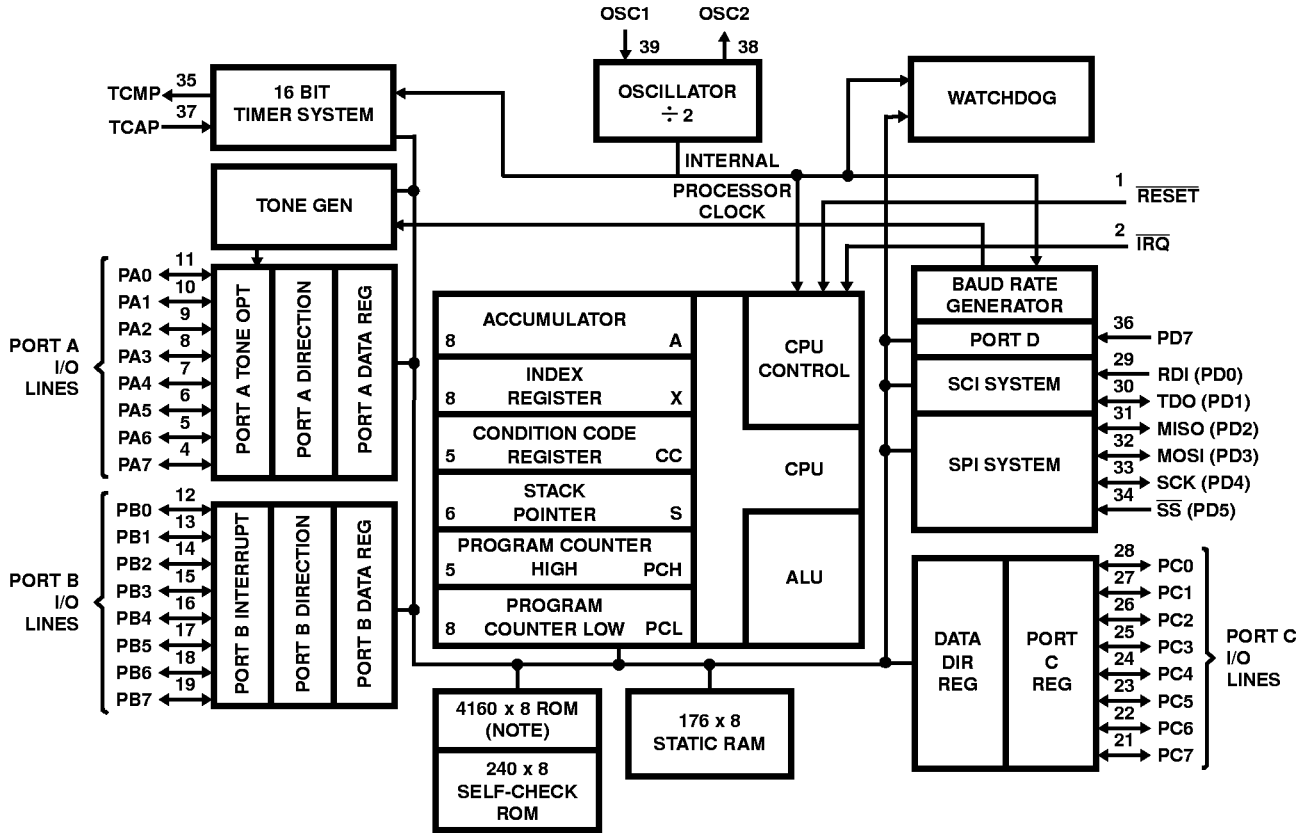 OSC1
OSC2
39
38
OSCILLATOR
÷ 2
TCMP
35
TCAP
37
16 BIT
TIMER SYSTEM
WATCHDOG
INTERNAL
PROCESSOR
CLOCK
TONE GEN
1
RESET
2
IRQ
PORT A
I/O
LINES
PA0
11
PA1
10
PA2
9
PA3
8
PA4
7
PA5
6
PA6
5
PA7
4
PORT A TONE OPT
PORT A DIRECTION
PORT A DATA REG
PORT B
I/O
LINES
PB0
12
PB1
13
PB2
14
PB3
15
PB4
16
PB5
17
PB6
18
PB7
19
PORT B INTERRUPT
PORT B DIRECTION
PORT B DATA REG
ACCUMULATOR
8 A
INDEX
REGISTER
8 X
CONDITION CODE
REGISTER
5 CC
STACK
POINTER
6 S
PROGRAM COUNTER
HIGH
5 PCH
PROGRAM
COUNTER LOW
8 PCL
CPU
CONTROL
CPU
ALU
4160 x 8 ROM
(NOTE)
240 x 8
SELF-CHECK
ROM
176 x 8
STATIC RAM
BAUD RATE
GENERATOR
PORT D
SCI SYSTEM
SPI SYSTEM
36
PD7
29
RDI (PD0)
30
TDO (PD1)
31
MISO (PD2)
32
MOSI (PD3)
33
SCK (PD4)
34
SS (PD5)
DATA
DIR
REG
PORT
C
REG
28
PC0
27
PC1
26
PC2
25
PC3
24
PC4
23
PC5
22
PC6
21
PC7
PORT C
I/O
LINES